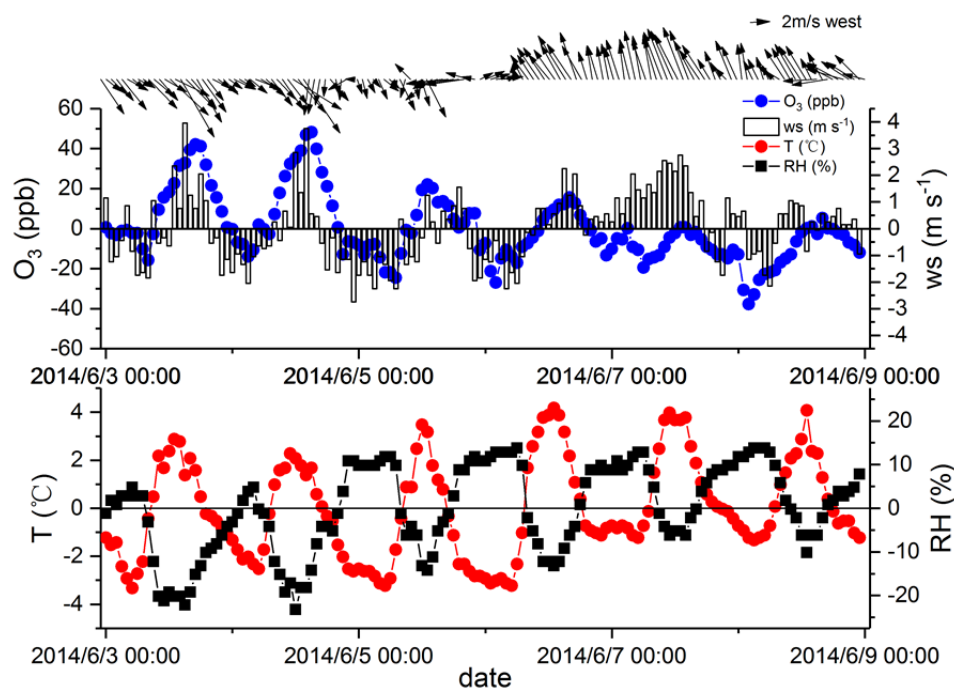 2m/s west
O₃ (ppb)
ws (m s⁻¹)
T (℃)
RH (%)
60
40
20
0
-20
-40
-60
O₃ (ppb)
4
3
2
1
0
-1
-2
-3
-4
ws (m s⁻¹)
2014/6/3 00:00 2014/6/5 00:00 2014/6/7 00:00 2014/6/9 00:00
4
2
0
-2
-4
T (℃)
20
10
0
-10
-20
RH (%)
2014/6/3 00:00 2014/6/5 00:00 2014/6/7 00:00 2014/6/9 00:00
date